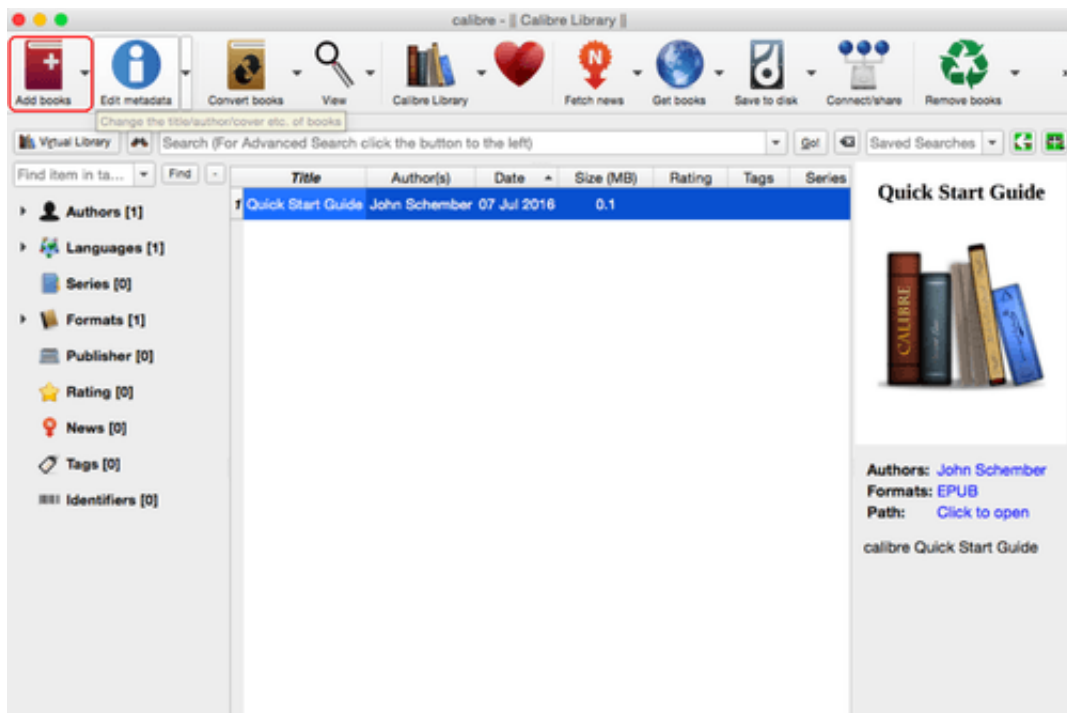 calibre - || Calibre Library ||
Add books Edit metadata Convert books View Calibre Library Fetch news Get books Save to disk Connect/share Remove books
Change the title/author/cover etc. of books
Virtual Library Search (For Advanced Search click the button to the left) Go! Saved Searches
Find item in ta... Find -
Title Author(s) Date Size (MB) Rating Tags Series
1 Quick Start Guide John Schember 07 Jul 2016 0.1
Authors [1]
Languages [1]
Series [0]
Formats [1]
Publisher [0]
Rating [0]
News [0]
Tags [0]
Identifiers [0]
Quick Start Guide
CALIBRE
Authors: John Schember
Formats: EPUB
Path: Click to open
calibre Quick Start Guide